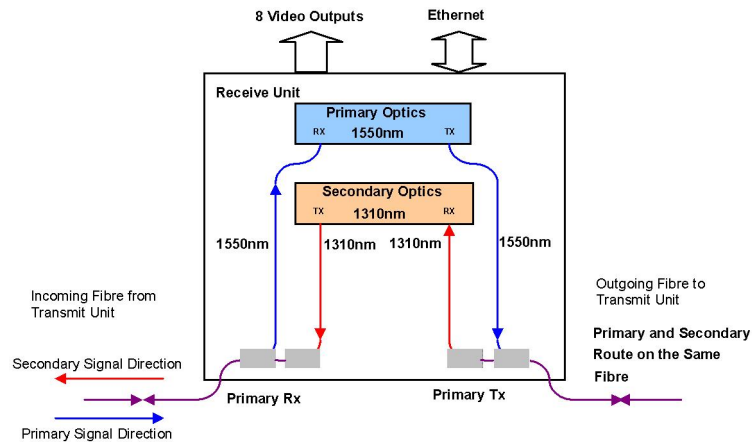 8 Video Outputs
Ethernet
Receive Unit
Primary Optics
RX
1550nm
TX
Secondary Optics
TX
1310nm
RX
1550nm
1310nm
1310nm
1550nm
Incoming Fibre from
Transmit Unit
Outgoing Fibre to
Transmit Unit
Primary and Secondary
Route on the Same
Fibre
Secondary Signal Direction
Primary Rx
Primary Tx
Primary Signal Direction